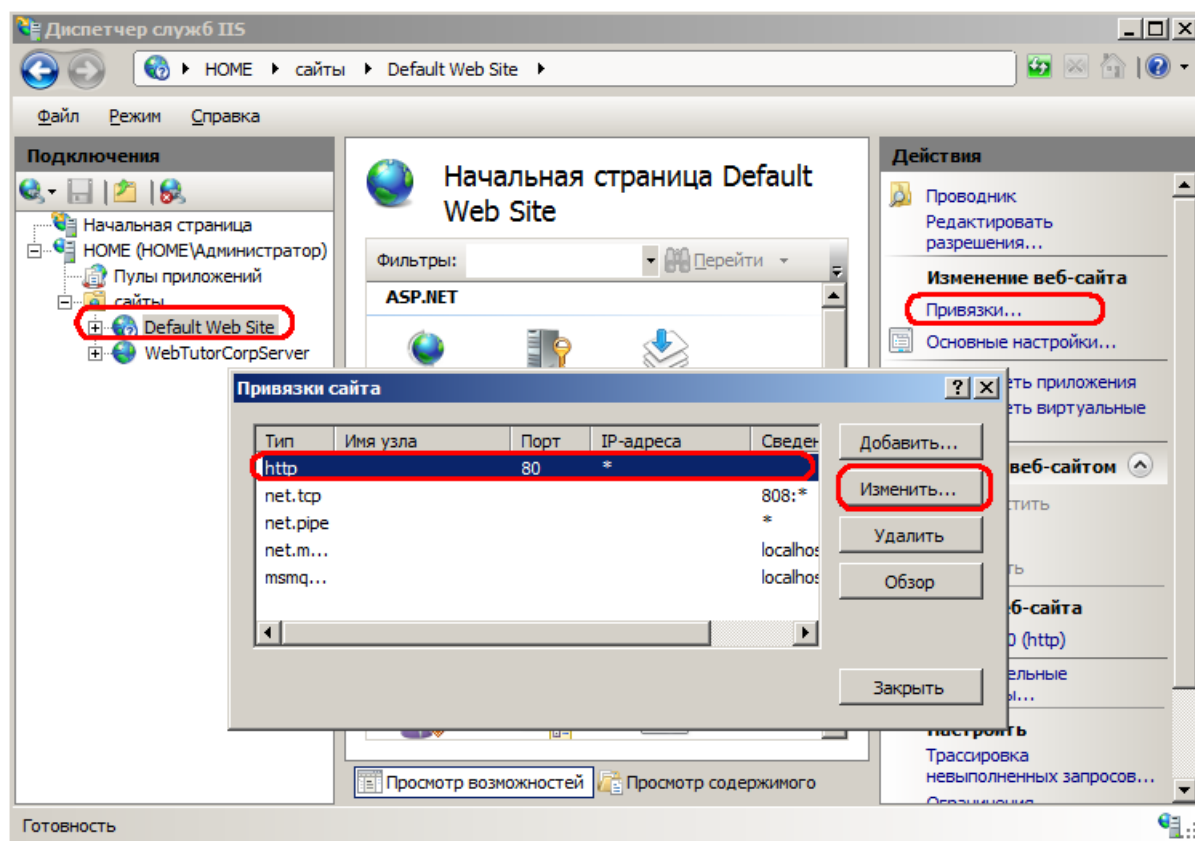 Диспетчер служб IIS
HOME сайты Default Web Site
Файл Режим Справка
Подключения
Начальная страница
HOME (HOME\Администратор)
Пулы приложений
сайты
Default Web Site
WebTutorCorpServer
Начальная страница Default
Web Site
Фильтры: Перейти
ASP.NET
Действия
Проводник
Редактировать
разрешения...
Изменение веб-сайта
Привязки...
Основные настройки...
приложения
виртуальные
веб-сайтом
(http)
Настроить
Трассировка
невыполненных запросов...
Привязки сайта
Тип Имя узла Порт IP-адреса Сведен
http 80 *
net.tcp 808:*
net.pipe *
net.m... localhos
msmq... localhos
Добавить...
Изменить...
Удалить
Обзор
Закрыть
Просмотр возможностей Просмотр содержимого
Готовность